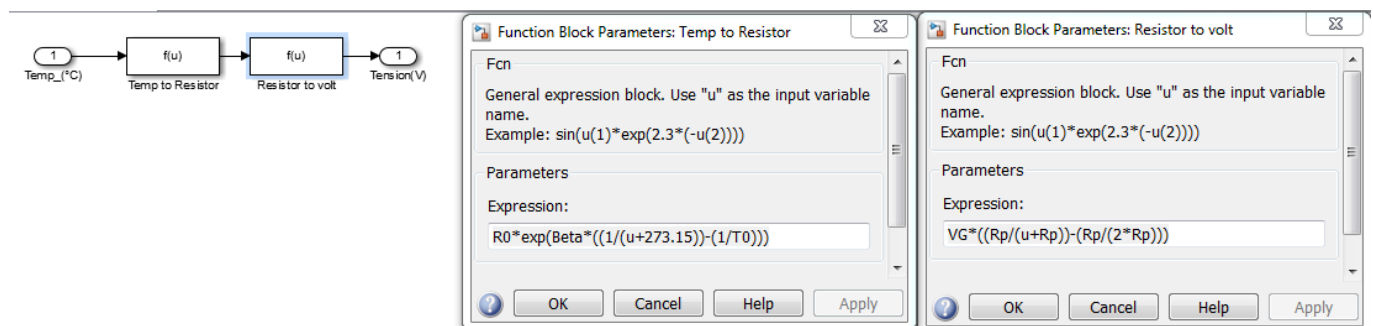 1
Temp_(°C)
f(u)
Temp to Resistor
f(u)
Resistor to volt
1
Tension(V)
Function Block Parameters: Temp to Resistor
Fcn
General expression block. Use "u" as the input variable
name.
Example: sin(u(1)*exp(2.3*(-u(2))))
Parameters
Expression:
R0*exp(Beta*((1/(u+273.15))-(1/T0)))
?
OK
Cancel
Help
Apply
Function Block Parameters: Resistor to volt
Fcn
General expression block. Use "u" as the input variable
name.
Example: sin(u(1)*exp(2.3*(-u(2))))
Parameters
Expression:
VG*((Rp/(u+Rp))-(Rp/(2*Rp)))
?
OK
Cancel
Help
Apply